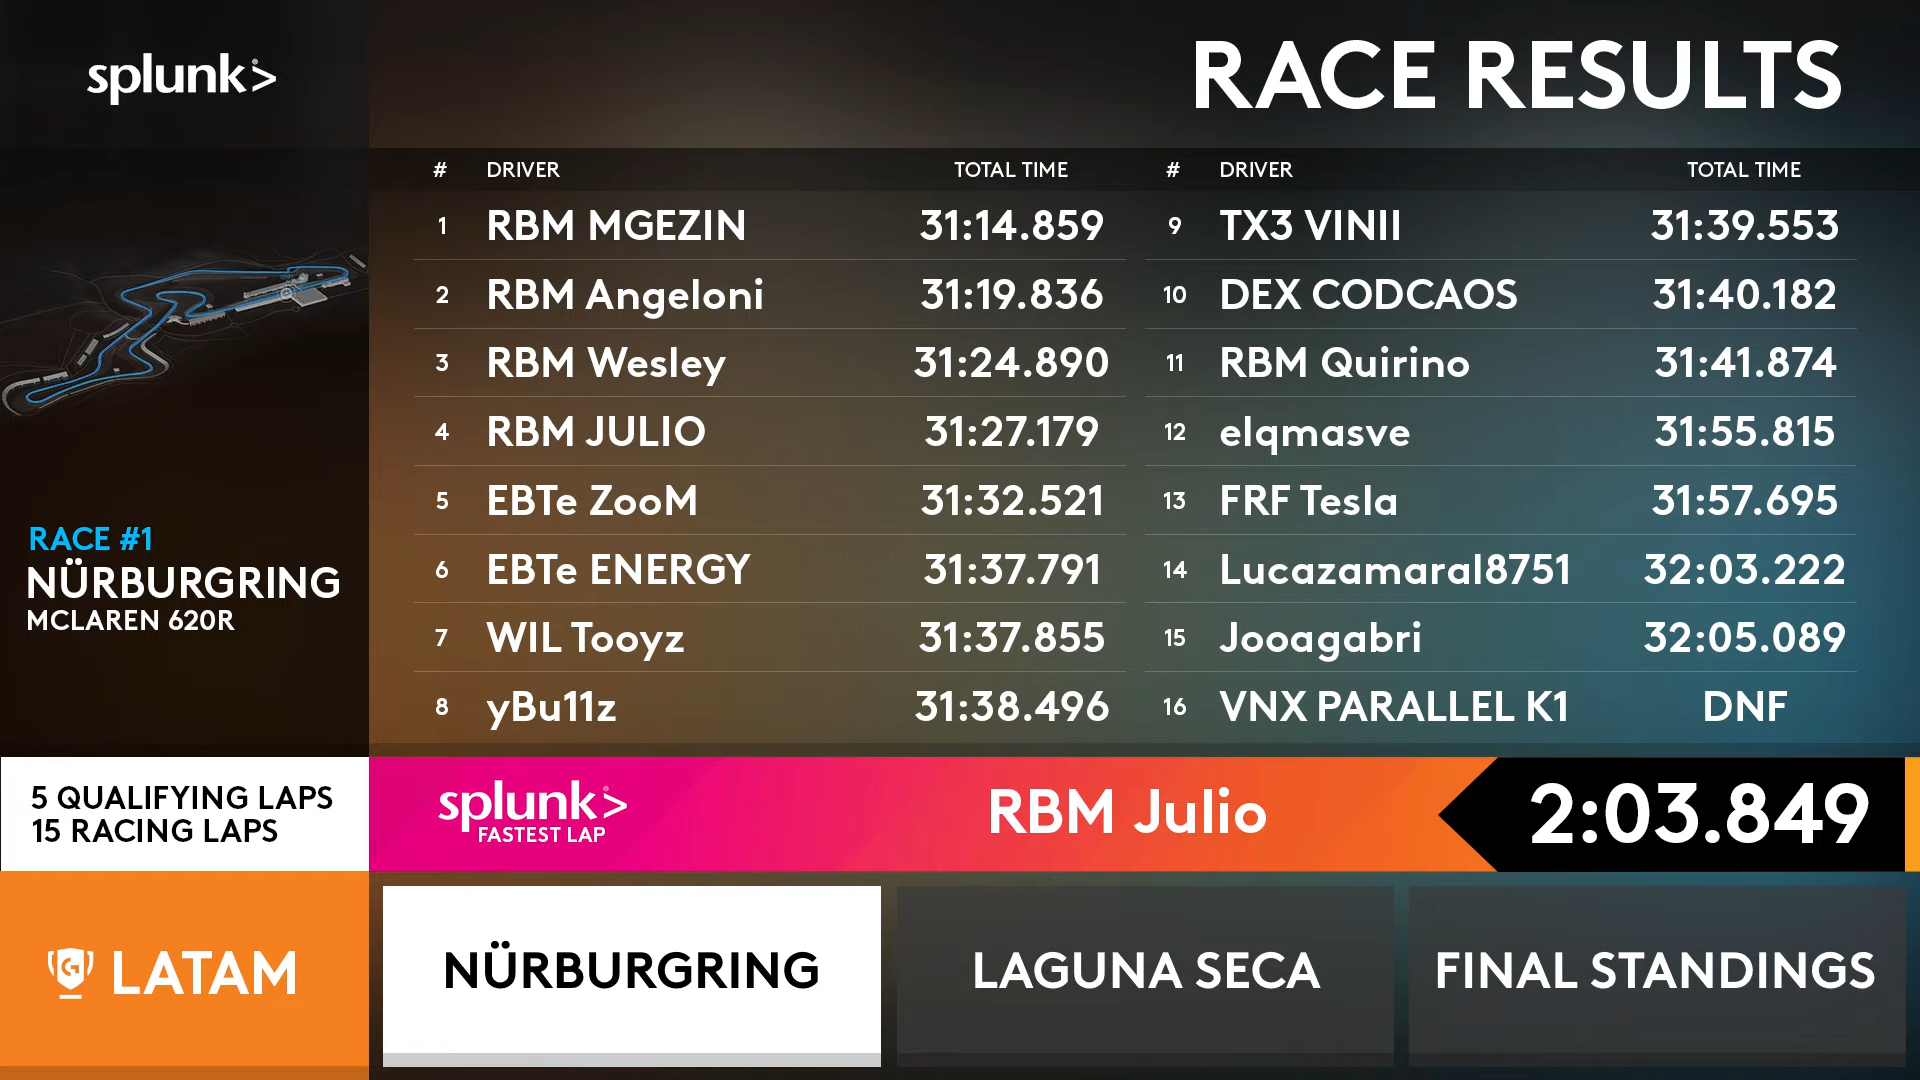 splunk>
RACE RESULTS
# DRIVER TOTAL TIME # DRIVER TOTAL TIME
1 RBM MGEZIN 31:14.859 9 TX3 VINII 31:39.553
2 RBM Angeloni 31:19.836 10 DEX CODCAOS 31:40.182
3 RBM Wesley 31:24.890 11 RBM Quirino 31:41.874
4 RBM JULIO 31:27.179 12 elqmasve 31:55.815
5 EBTe ZooM 31:32.521 13 FRF Tesla 31:57.695
6 EBTe ENERGY 31:37.791 14 Lucazamaral8751 32:03.222
7 WIL Tooyz 31:37.855 15 Jooagabri 32:05.089
8 yBu11z 31:38.496 16 VNX PARALLEL K1 DNF
RACE #1
NÜRBURGRING
MCLAREN 620R
5 QUALIFYING LAPS
15 RACING LAPS
splunk>
FASTEST LAP
RBM Julio
2:03.849
LATAM
NÜRBURGRING
LAGUNA SECA
FINAL STANDINGS